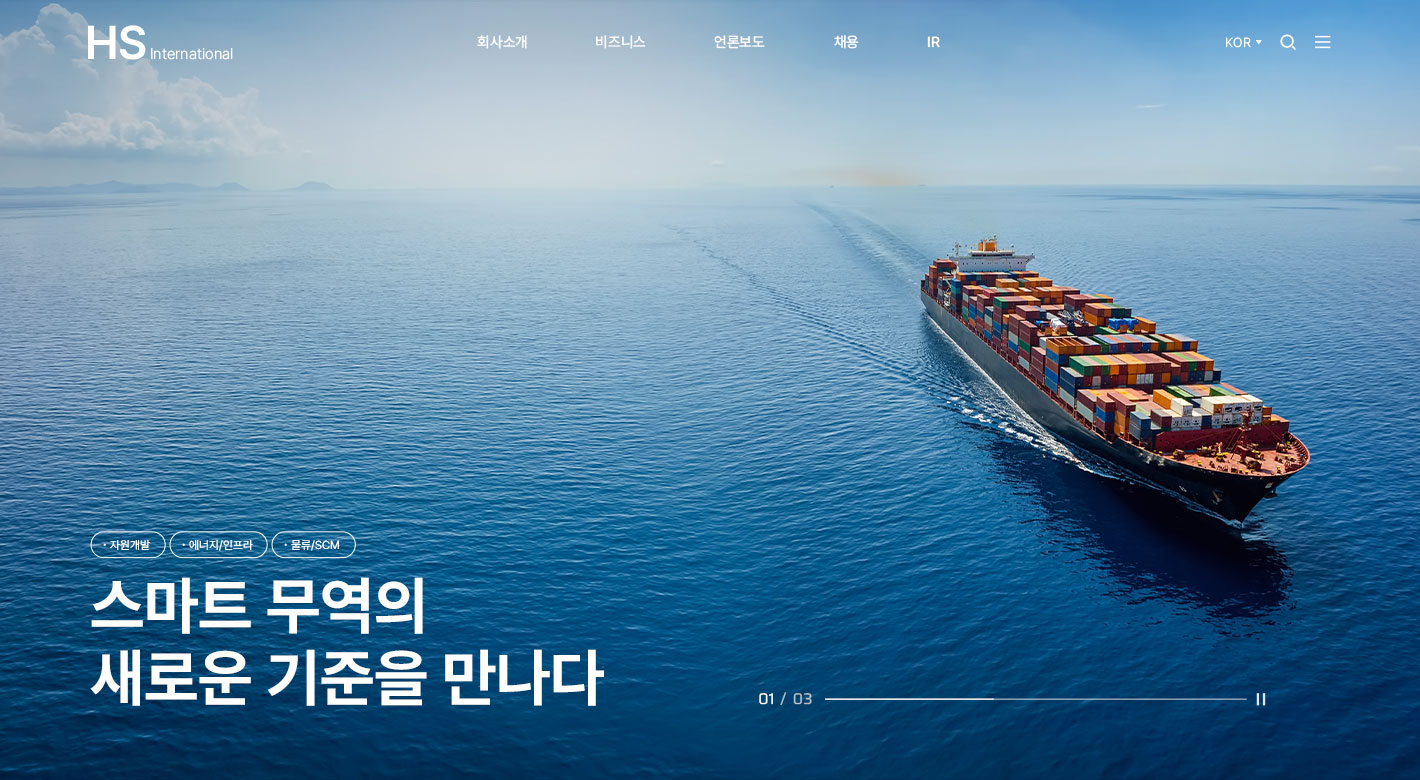 HS International
회사소개 비즈니스 언론보도 채용 IR
KOR
· 자원개발 · 에너지/인프라 · 물류/SCM
스마트 무역의
새로운 기준을 만나다
01 / 03